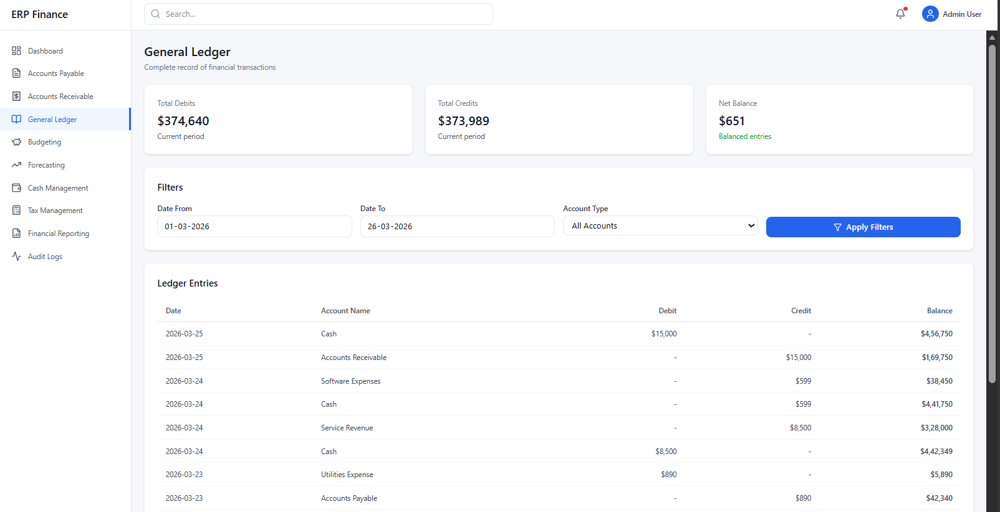 ERP Finance
Search...
Admin User
Dashboard
Accounts Payable
Accounts Receivable
General Ledger
Budgeting
Forecasting
Cash Management
Tax Management
Financial Reporting
Audit Logs
General Ledger
Complete record of financial transactions
Total Debits
$374,640
Current period
Total Credits
$373,989
Current period
Net Balance
$651
Balanced entries
Filters
Date From
01-03-2026
Date To
26-03-2026
Account Type
All Accounts
Apply Filters
Ledger Entries
Date Account Name Debit Credit Balance
2026-03-25 Cash $15,000 - $4,56,750
2026-03-25 Accounts Receivable - $15,000 $1,69,750
2026-03-24 Software Expenses - $599 $38,450
2026-03-24 Cash - $599 $4,41,750
2026-03-24 Service Revenue - $8,500 $3,28,000
2026-03-24 Cash $8,500 - $4,42,349
2026-03-23 Utilities Expense $890 - $5,890
2026-03-23 Accounts Payable - $890 $42,340